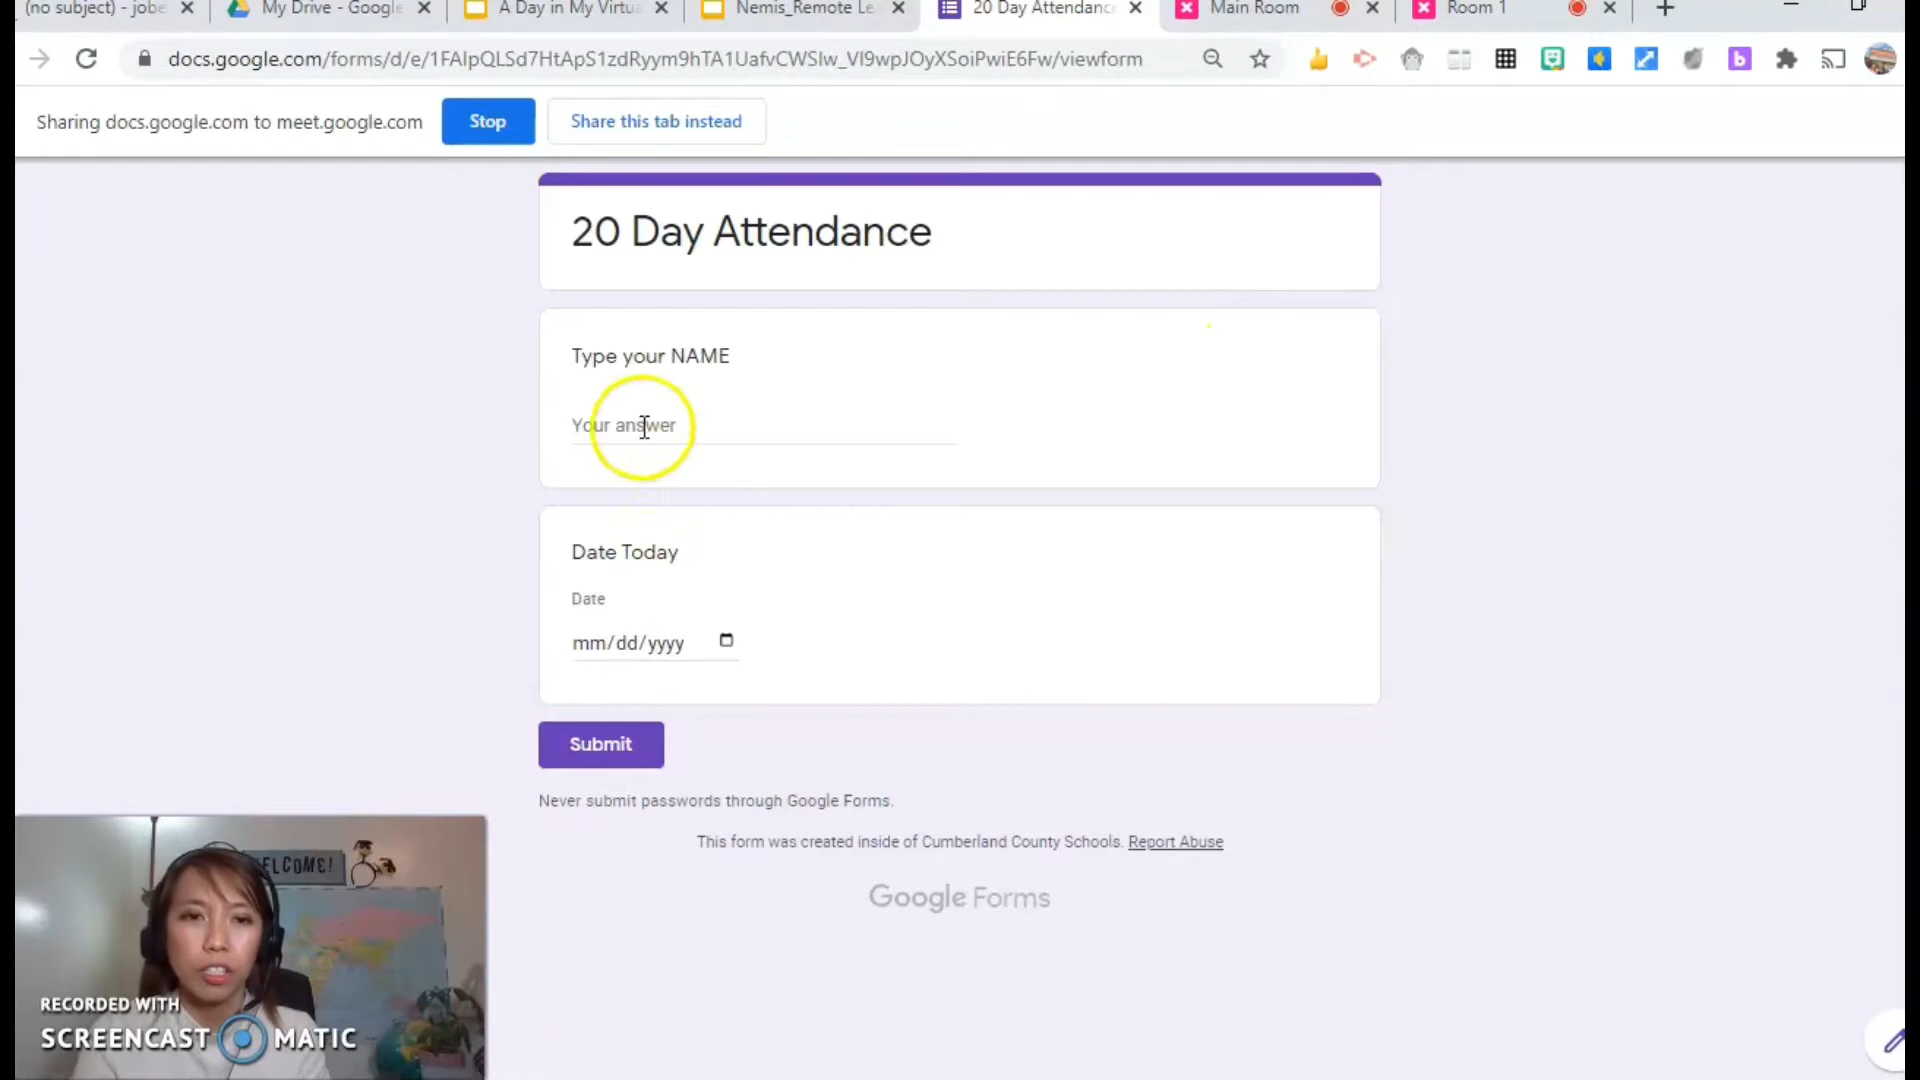 (no subject) - jobe
My Drive - Google
A Day in My Virtua
Nemis_Remote Le
20 Day Attendanc
Main Room
Room 1
docs.google.com/forms/d/e/1FAIpQLSd7HtApS1zdRyym9hTA1UafvCWSIw_Vl9wpJOyXSoiPwiE6Fw/viewform
Sharing docs.google.com to meet.google.com
Stop
Share this tab instead
20 Day Attendance
Type your NAME
Your answer
Date Today
Date
mm/dd/yyyy
Submit
Never submit passwords through Google Forms.
This form was created inside of Cumberland County Schools. Report Abuse
Google Forms
ELCOME!
RECORDED WITH
SCREENCAST MATIC